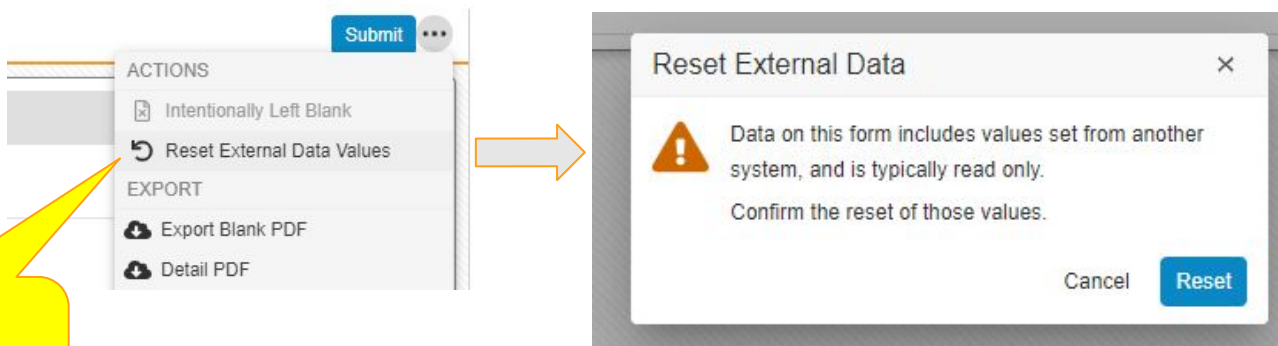 Submit
ACTIONS
Intentionally Left Blank
Reset External Data Values
EXPORT
Export Blank PDF
Detail PDF
Reset External Data
Data on this form includes values set from another
system, and is typically read only.
Confirm the reset of those values.
Cancel Reset